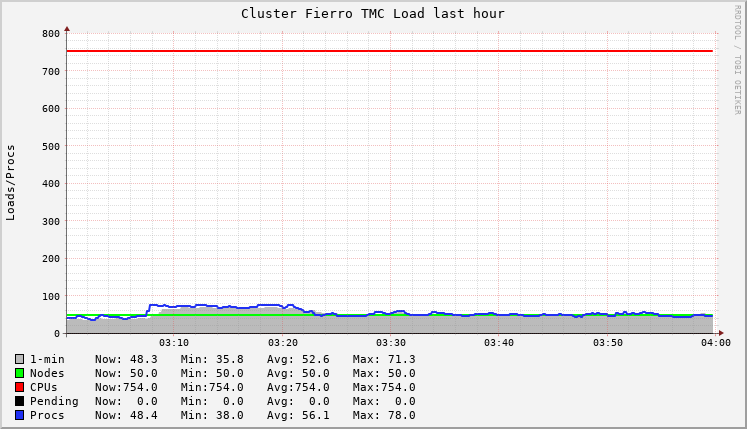 Cluster Fierro TMC Load last hour
RRDTOOL / TOBI OETIKER
Loads/Procs
800
700
600
500
400
300
200
100
0
03:10 03:20 03:30 03:40 03:50 04:00
1-min Now: 48.3 Min: 35.8 Avg: 52.6 Max: 71.3
Nodes Now: 50.0 Min: 50.0 Avg: 50.0 Max: 50.0
CPUs Now:754.0 Min:754.0 Avg:754.0 Max:754.0
Pending Now: 0.0 Min: 0.0 Avg: 0.0 Max: 0.0
Procs Now: 48.4 Min: 38.0 Avg: 56.1 Max: 78.0